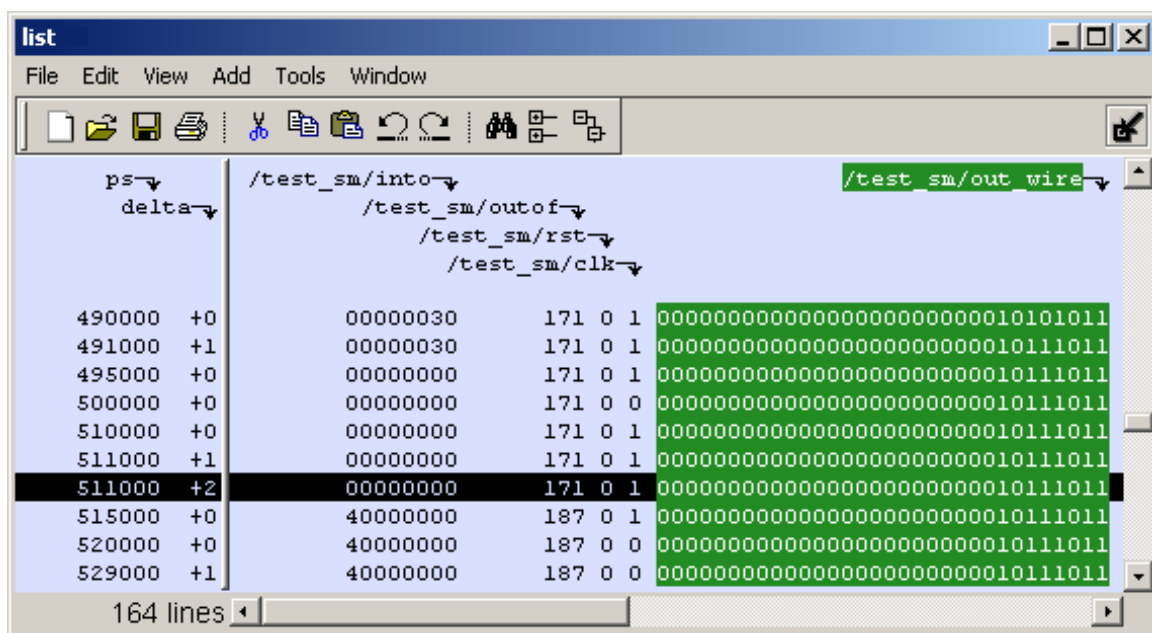 list
File Edit View Add Tools Window
ps /test_sm/into /test_sm/out_wire
delta /test_sm/outof
/test_sm/rst
/test_sm/clk
490000 +0 00000030 171 0 1 00000000000000000000000010101011
491000 +1 00000030 171 0 1 00000000000000000000000010111011
495000 +0 00000000 171 0 1 00000000000000000000000010111011
500000 +0 00000000 171 0 0 00000000000000000000000010111011
510000 +0 00000000 171 0 1 00000000000000000000000010111011
511000 +1 00000000 171 0 1 00000000000000000000000010111011
511000 +2 00000000 171 0 1 00000000000000000000000010111011
515000 +0 40000000 187 0 1 00000000000000000000000010111011
520000 +0 40000000 187 0 0 00000000000000000000000010111011
529000 +1 40000000 187 0 0 00000000000000000000000010111011
164 lines